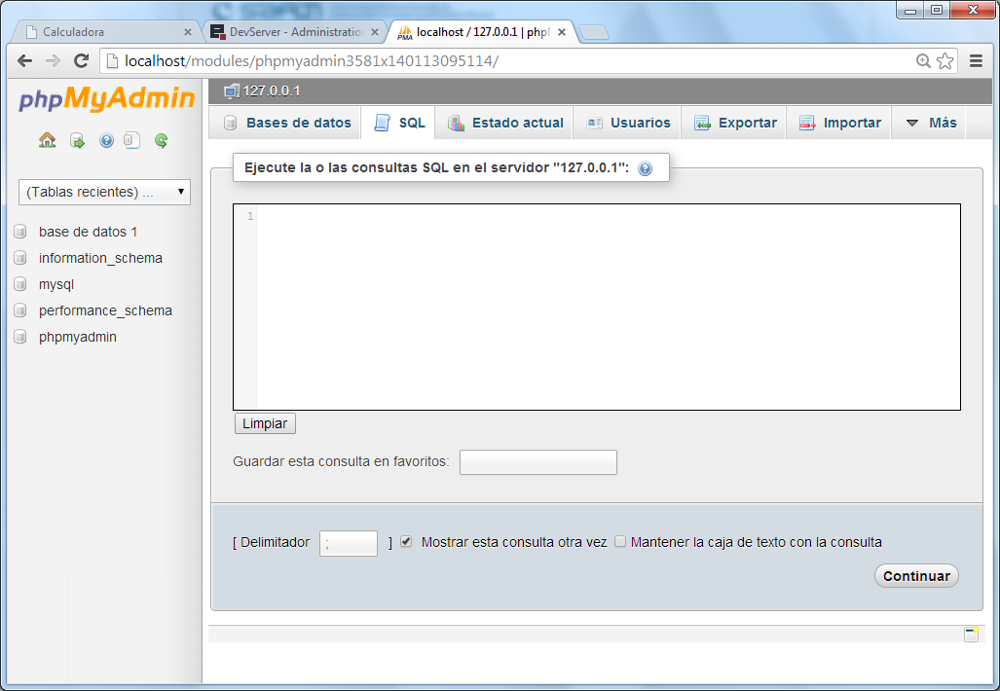 Calculadora
DevServer - Administration
localhost / 127.0.0.1 | phpl
localhost/modules/phpmyadmin3581x140113095114/
phpMyAdmin
(Tablas recientes) ...
base de datos 1
information_schema
mysql
performance_schema
phpmyadmin
127.0.0.1
Bases de datos
SQL
Estado actual
Usuarios
Exportar
Importar
Más
Ejecute la o las consultas SQL en el servidor "127.0.0.1":
1
Limpiar
Guardar esta consulta en favoritos:
[ Delimitador ; ] Mostrar esta consulta otra vez Mantener la caja de texto con la consulta
Continuar